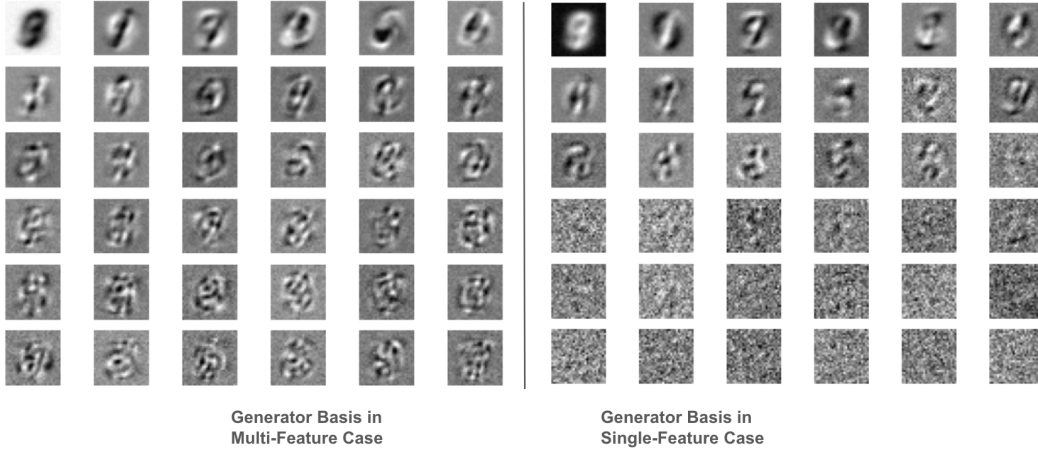 Generator Basis in
Multi-Feature Case
Generator Basis in
Single-Feature Case